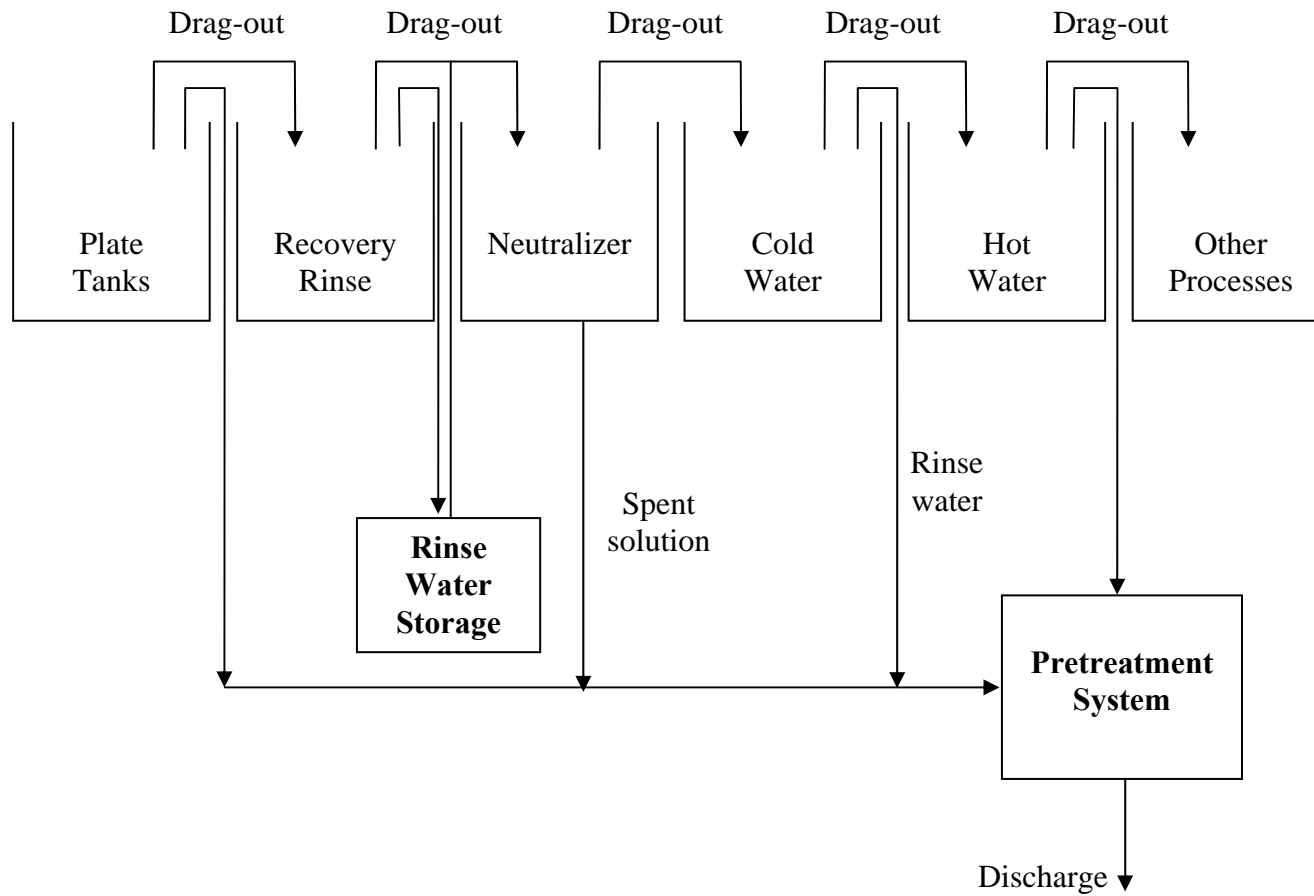 Drag-out
Drag-out
Drag-out
Drag-out
Drag-out
Plate
Tanks
Recovery
Rinse
Neutralizer
Cold
Water
Hot
Water
Other
Processes
Rinse
water
Spent
solution
Rinse
Water
Storage
Pretreatment
System
Discharge